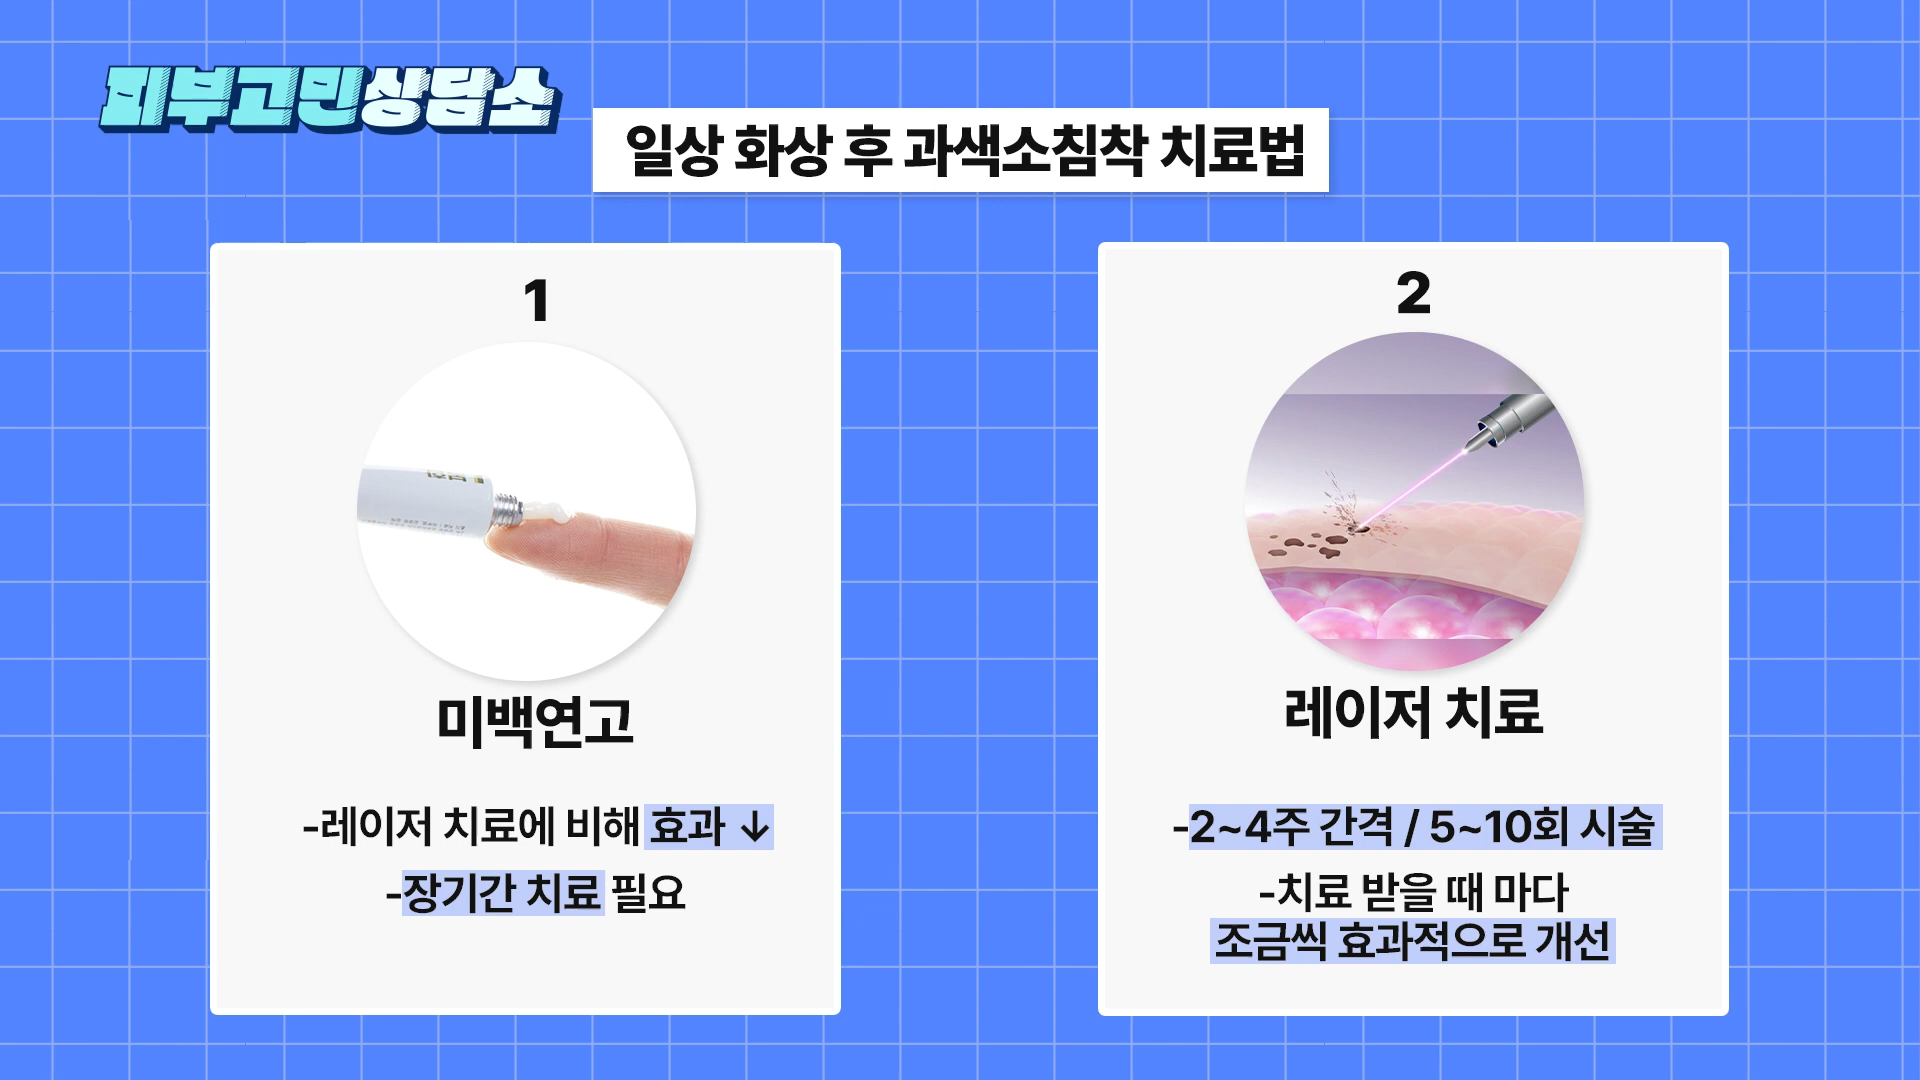 피부고민상담소
일상 화상 후 과색소침착 치료법
1
미백연고
-레이저 치료에 비해 효과 ↓
-장기간 치료 필요
2
레이저 치료
-2~4주 간격 / 5~10회 시술
-치료 받을 때 마다
조금씩 효과적으로 개선